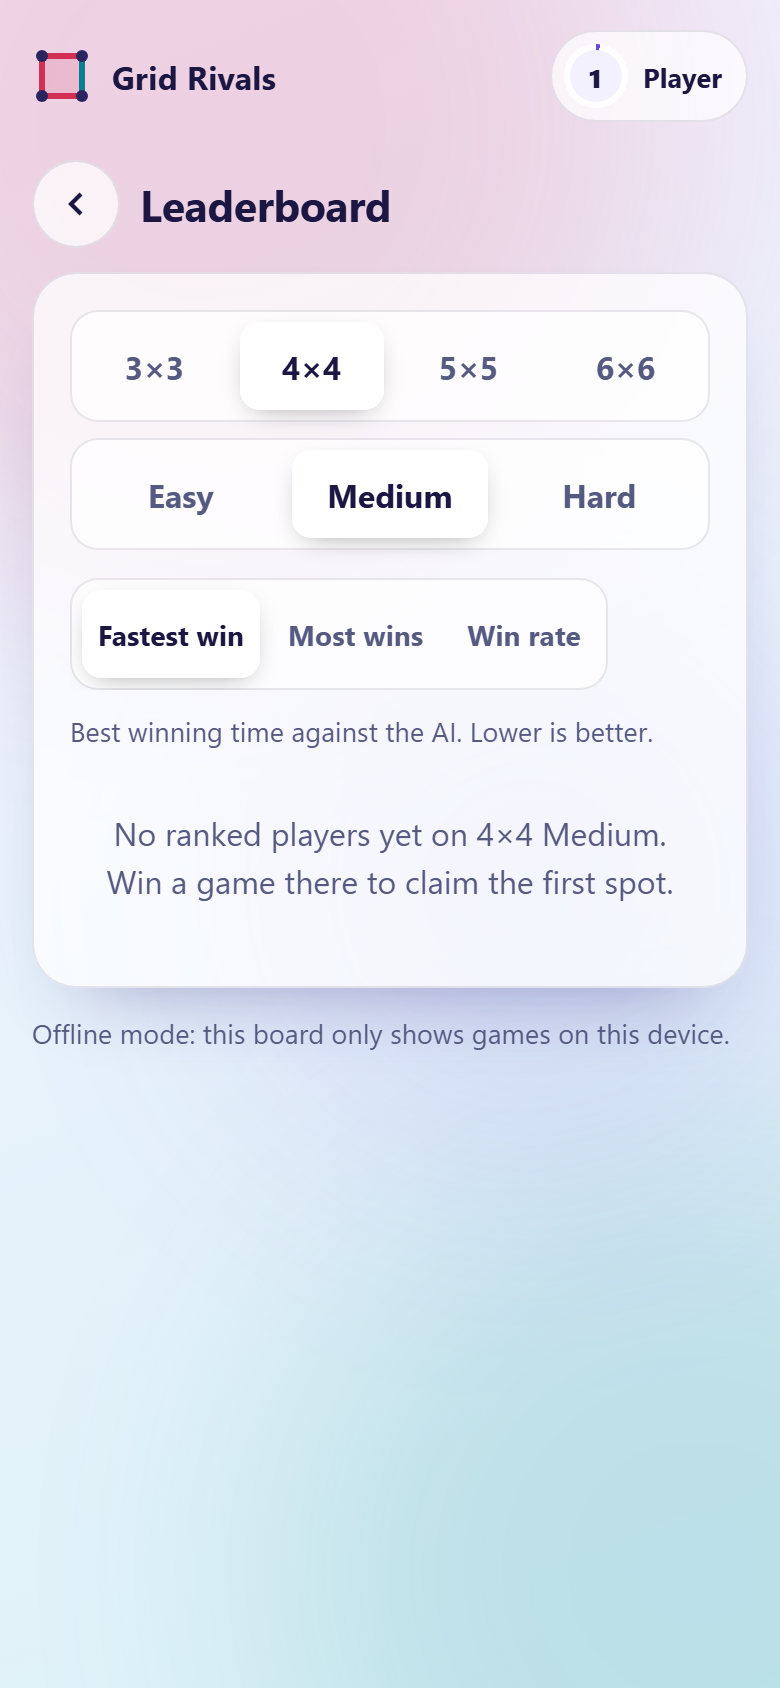 Grid Rivals
1 Player
Leaderboard
3×3 4×4 5×5 6×6
Easy Medium Hard
Fastest win Most wins Win rate
Best winning time against the AI. Lower is better.
No ranked players yet on 4×4 Medium.
Win a game there to claim the first spot.
Offline mode: this board only shows games on this device.